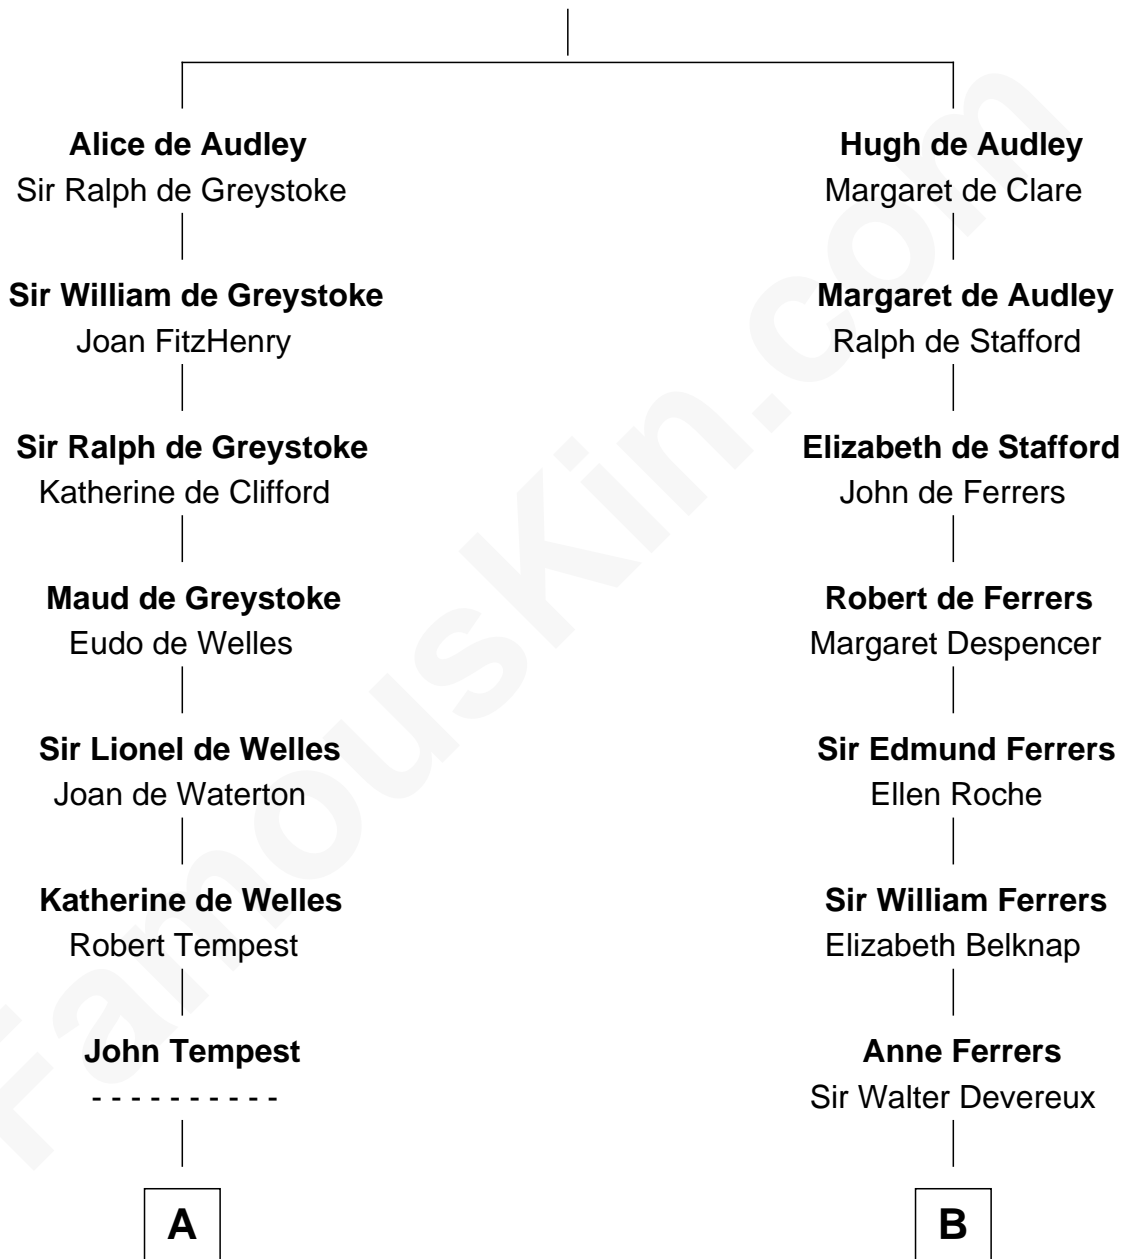 Alice de Audley
Sir Ralph de Greystoke
Sir William de Greystoke
Joan FitzHenry
Sir Ralph de Greystoke
Katherine de Clifford
Maud de Greystoke
Eudo de Welles
Sir Lionel de Welles
Joan de Waterton
Katherine de Welles
Robert Tempest
John Tempest
- - - - - - - - - -
A
Hugh de Audley
Margaret de Clare
Margaret de Audley
Ralph de Stafford
Elizabeth de Stafford
John de Ferrers
Robert de Ferrers
Margaret Despencer
Sir Edmund Ferrers
Ellen Roche
Sir William Ferrers
Elizabeth Belknap
Anne Ferrers
Sir Walter Devereux
B
FamousKin.com